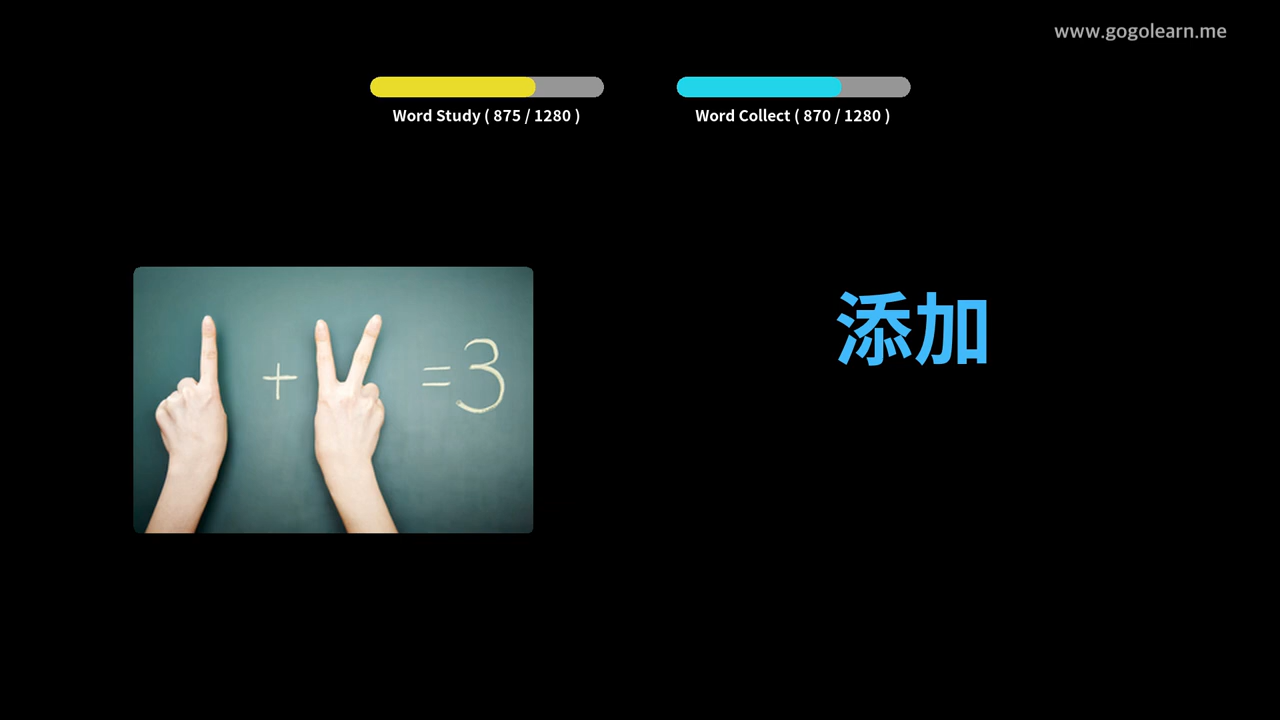 www.gogolearn.me
Word Study ( 875 / 1280 )
Word Collect ( 870 / 1280 )
添加
+ = 3